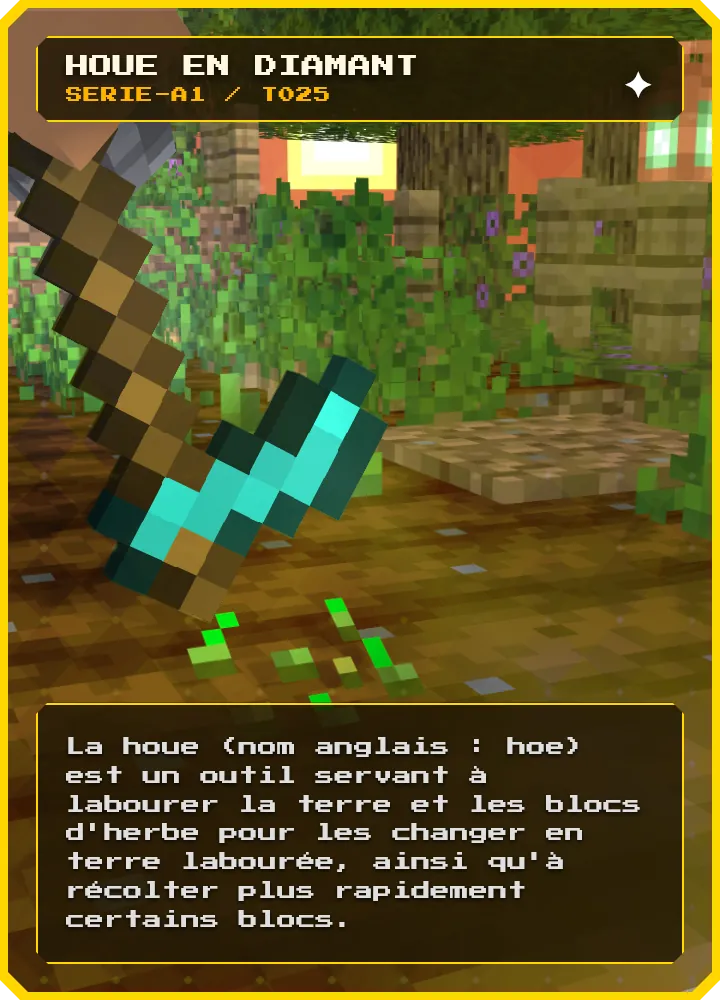 HOUE EN DIAMANT
SERIE-A1 / T025
La houe (nom anglais : hoe)
est un outil servant à
labourer la terre et les blocs
d'herbe pour les changer en
terre labourée, ainsi qu'à
récolter plus rapidement
certains blocs.